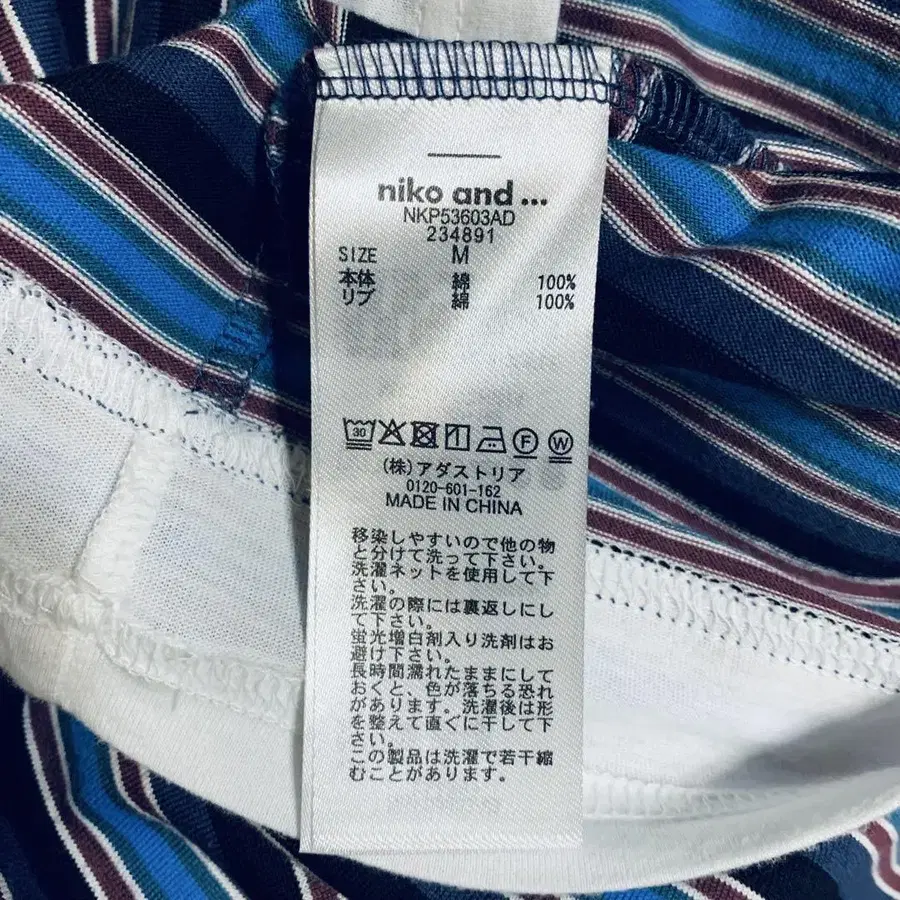 niko and ...
NKP53603AD
234891
SIZE M
本体 綿 100%
リブ 綿 100%
30 F W
(株)アダストリア
0120-601-162
MADE IN CHINA
移染しやすいので他の物
と分けて洗って下さい。
洗濯ネットを使用して下
さい。
洗濯の際には裏返しにし
て下さい。
蛍光増白剤入り洗剤はお
避け下さい。
長時間濡れたままにして
おくと、色が落ちる恐れ
があります。洗濯後は形
を整えて直ぐに干して下
さい。
この製品は洗濯で若干縮
むことがあります。